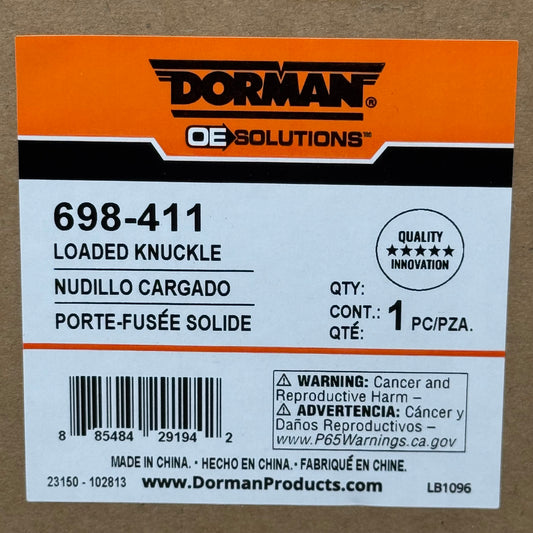 DORMAN®
OE SOLUTIONS™
698-411
LOADED KNUCKLE
NUDILLO CARGADO
PORTE-FUSÉE SOLIDE
QUALITY
★★★★★
INNOVATION
QTY:
CONT.: 1 PC/PZA.
QTÉ:
⚠ WARNING: Cancer and
Reproductive Harm –
⚠ ADVERTENCIA: Cáncer y
Daños Reproductivos –
www.P65Warnings.ca.gov
8 85484 29194 2
MADE IN CHINA. • HECHO EN CHINA. • FABRIQUÉ EN CHINE.
23150 - 102813 www.DormanProducts.com LB1096